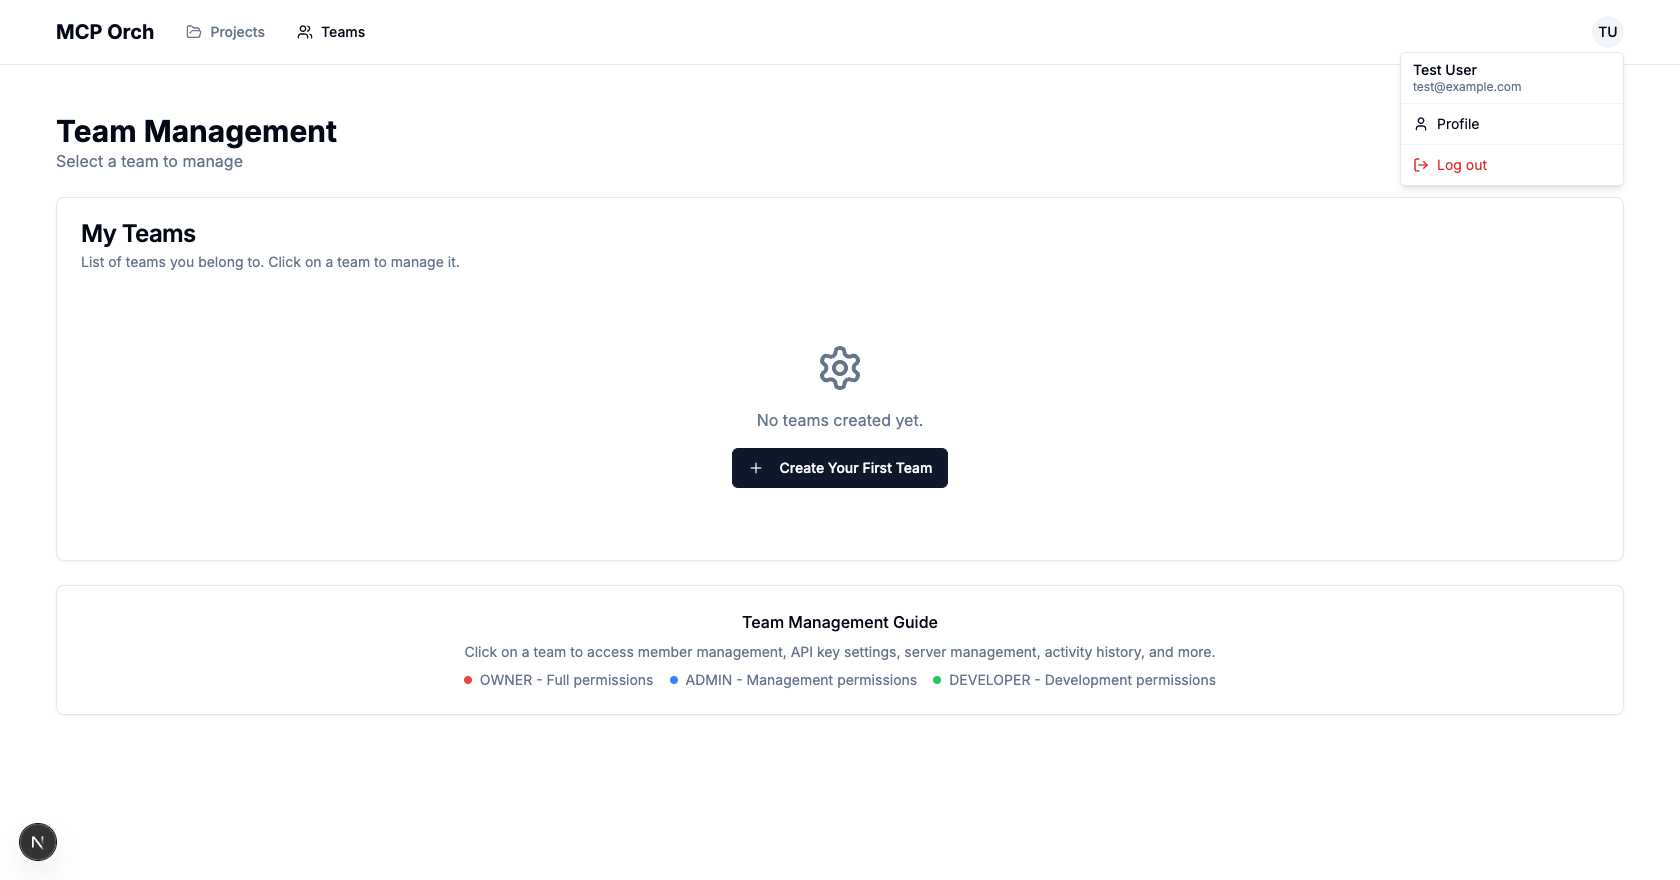 MCP Orch
Projects
Teams
TU
Test User
test@example.com
Profile
Log out
Team Management
Select a team to manage
My Teams
List of teams you belong to. Click on a team to manage it.
No teams created yet.
Create Your First Team
Team Management Guide
Click on a team to access member management, API key settings, server management, activity history, and more.
OWNER - Full permissions
ADMIN - Management permissions
DEVELOPER - Development permissions
N